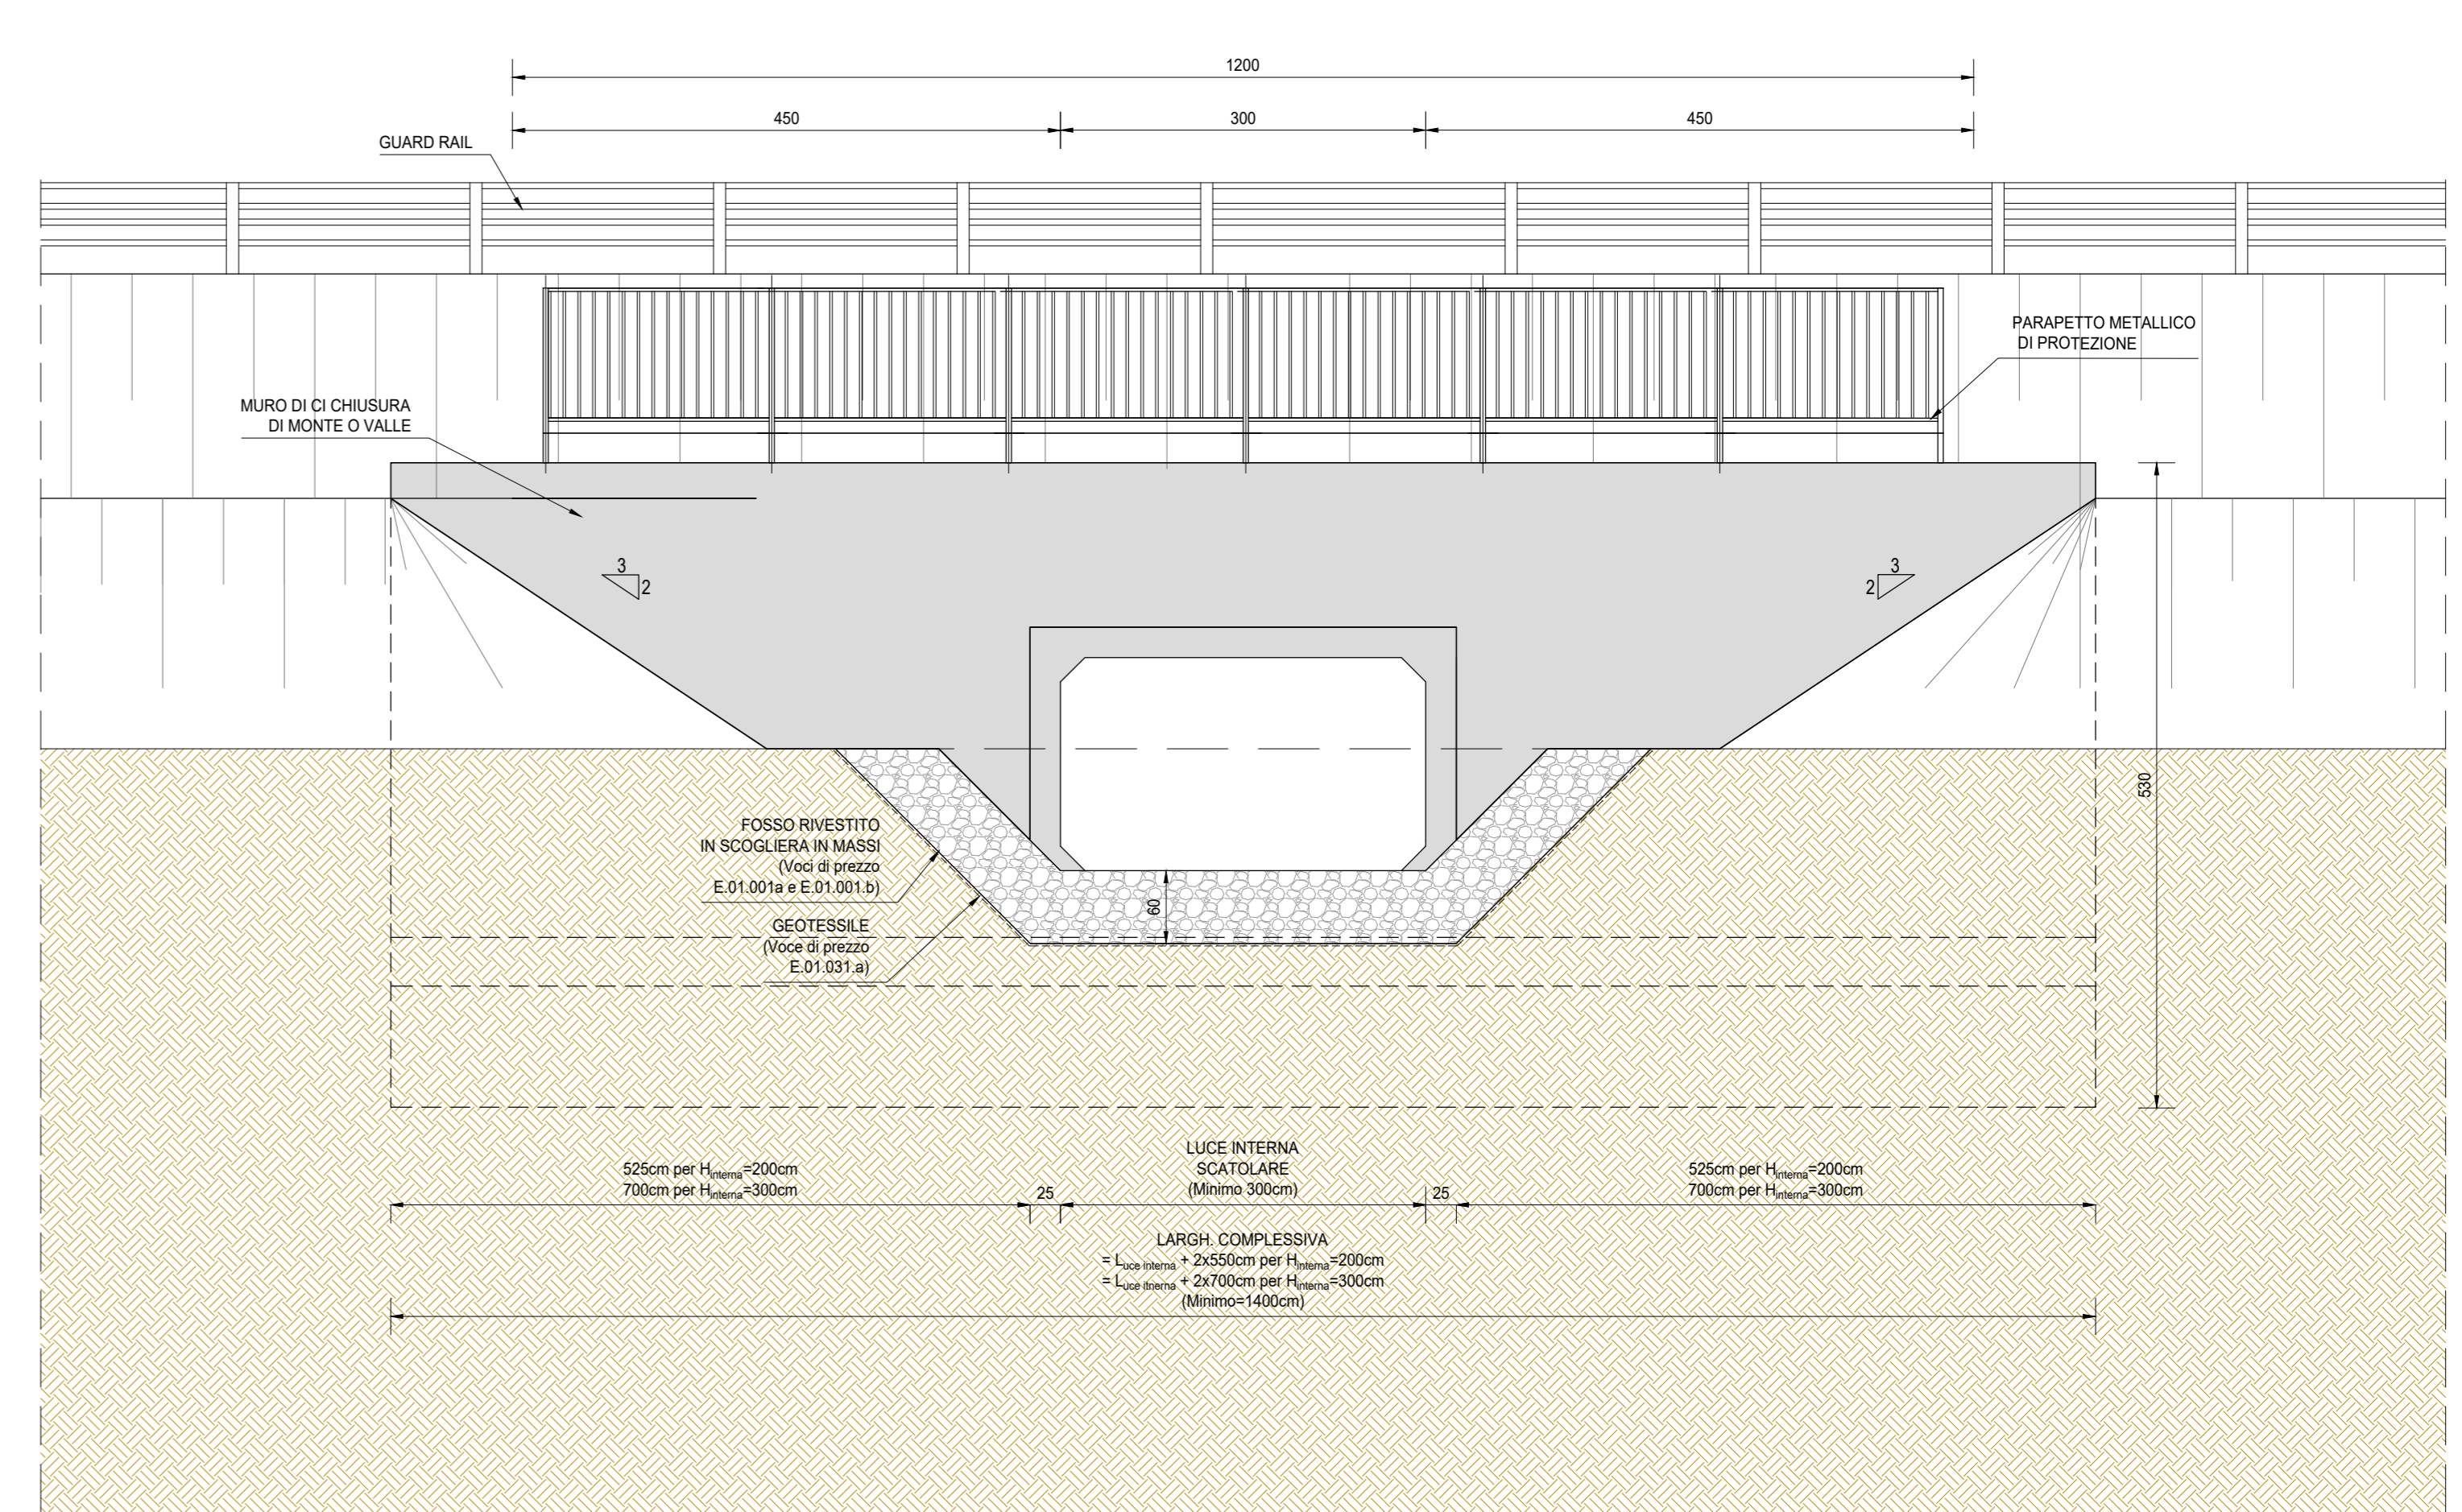 1200
450
300
450
GUARD RAIL
PARAPETTO METALLICO
DI PROTEZIONE
MURO DI CI CHIUSURA
DI MONTE O VALLE
3
2
3
2
530
FOSSO RIVESTITO
IN SCOGLIERA IN MASSI
(Voci di prezzo
E.01.001a e E.01.001.b)
60
GEOTESSILE
(Voce di prezzo
E.01.031.a)
525cm per Hinterna=200cm
700cm per Hinterna=300cm
25
LUCE INTERNA
SCATOLARE
(Minimo 300cm)
25
525cm per Hinterna=200cm
700cm per Hinterna=300cm
LARGH. COMPLESSIVA
= Luce interna + 2x550cm per Hinterna=200cm
= Luce itnerna + 2x700cm per Hinterna=300cm
(Minimo=1400cm)